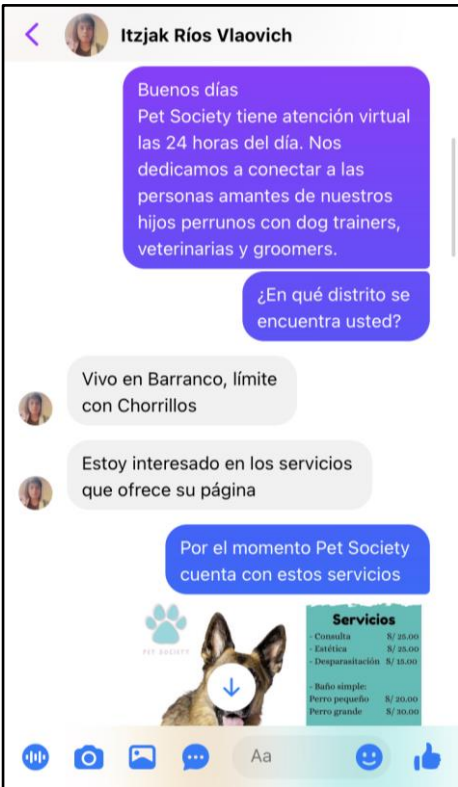 Itzjak Ríos Vlaovich
Buenos días
Pet Society tiene atención virtual
las 24 horas del día. Nos
dedicamos a conectar a las
personas amantes de nuestros
hijos perrunos con dog trainers,
veterinarias y groomers.
¿En qué distrito se
encuentra usted?
Vivo en Barranco, límite
con Chorrillos
Estoy interesado en los servicios
que ofrece su página
Por el momento Pet Society
cuenta con estos servicios
PET SOCIETY
Servicios
- Consulta S/ 25.00
- Estética S/ 25.00
- Desparasitación S/ 15.00
- Baño simple:
Perro pequeño S/ 20.00
Perro grande S/ 30.00
Aa